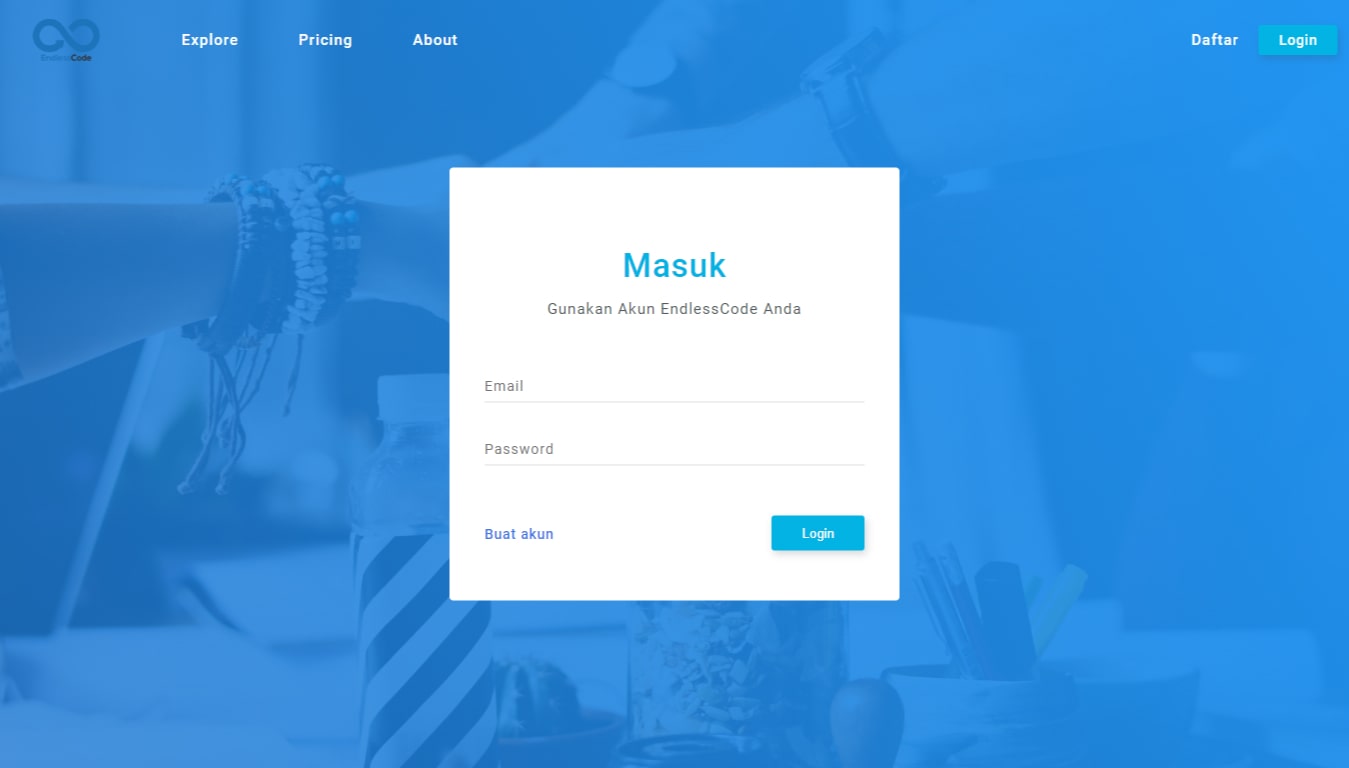 EndlessCode
Explore
Pricing
About
Daftar
Login
Masuk
Gunakan Akun EndlessCode Anda
Email
Password
Buat akun
Login